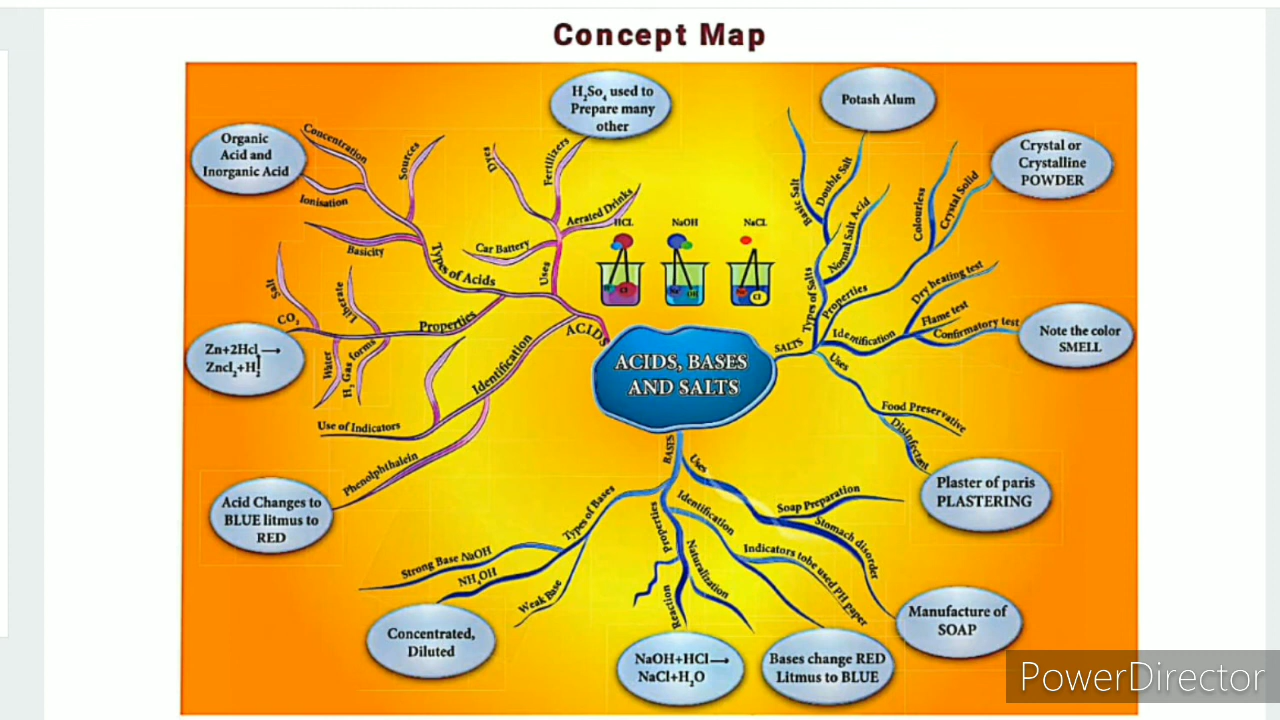 Concept Map
H₂So₄ used to
Prepare many
other
Potash Alum
Organic
Acid and
Inorganic Acid
Concentration
Sources
Ionisation
Basicity
Types of Acids
Dyes
Fertilizers
Aerated Drinks
Car Battery
Uses
HCL
NaOH
NaCL
H
Cl
Na⁺
OH
Cl
Basic Salt
Double Salt
Normal Salt Acid
Types of Salts
Colourless
Crystal Solid
Properties
Crystal or
Crystalline
POWDER
Salt
CO₃
Liberate
Water
H₂ Gas forms
Properties
Zn+2Hcl →
Zncl₂+H₂↑
ACIDS
Identification
Use of Indicators
Phenolphthalein
Acid Changes to
BLUE litmus to
RED
ACIDS, BASES
AND SALTS
SALTS
Identification
Dry heating test
Flame test
Confirmatory test
Note the color
SMELL
Uses
Food Preservative
Disinfectant
Plaster of paris
PLASTERING
BASES
Types of Bases
Strong Base NaOH
NH₄OH
Weak Base
Concentrated,
Diluted
Properties
Reacion
Naturalization
NaOH+HCl→
NaCl+H₂O
Identification
Indicators tobe used PH paper
Bases change RED
Litmus to BLUE
Uses
Soap Preparation
Stomach disorder
Manufacture of
SOAP
PowerDirector